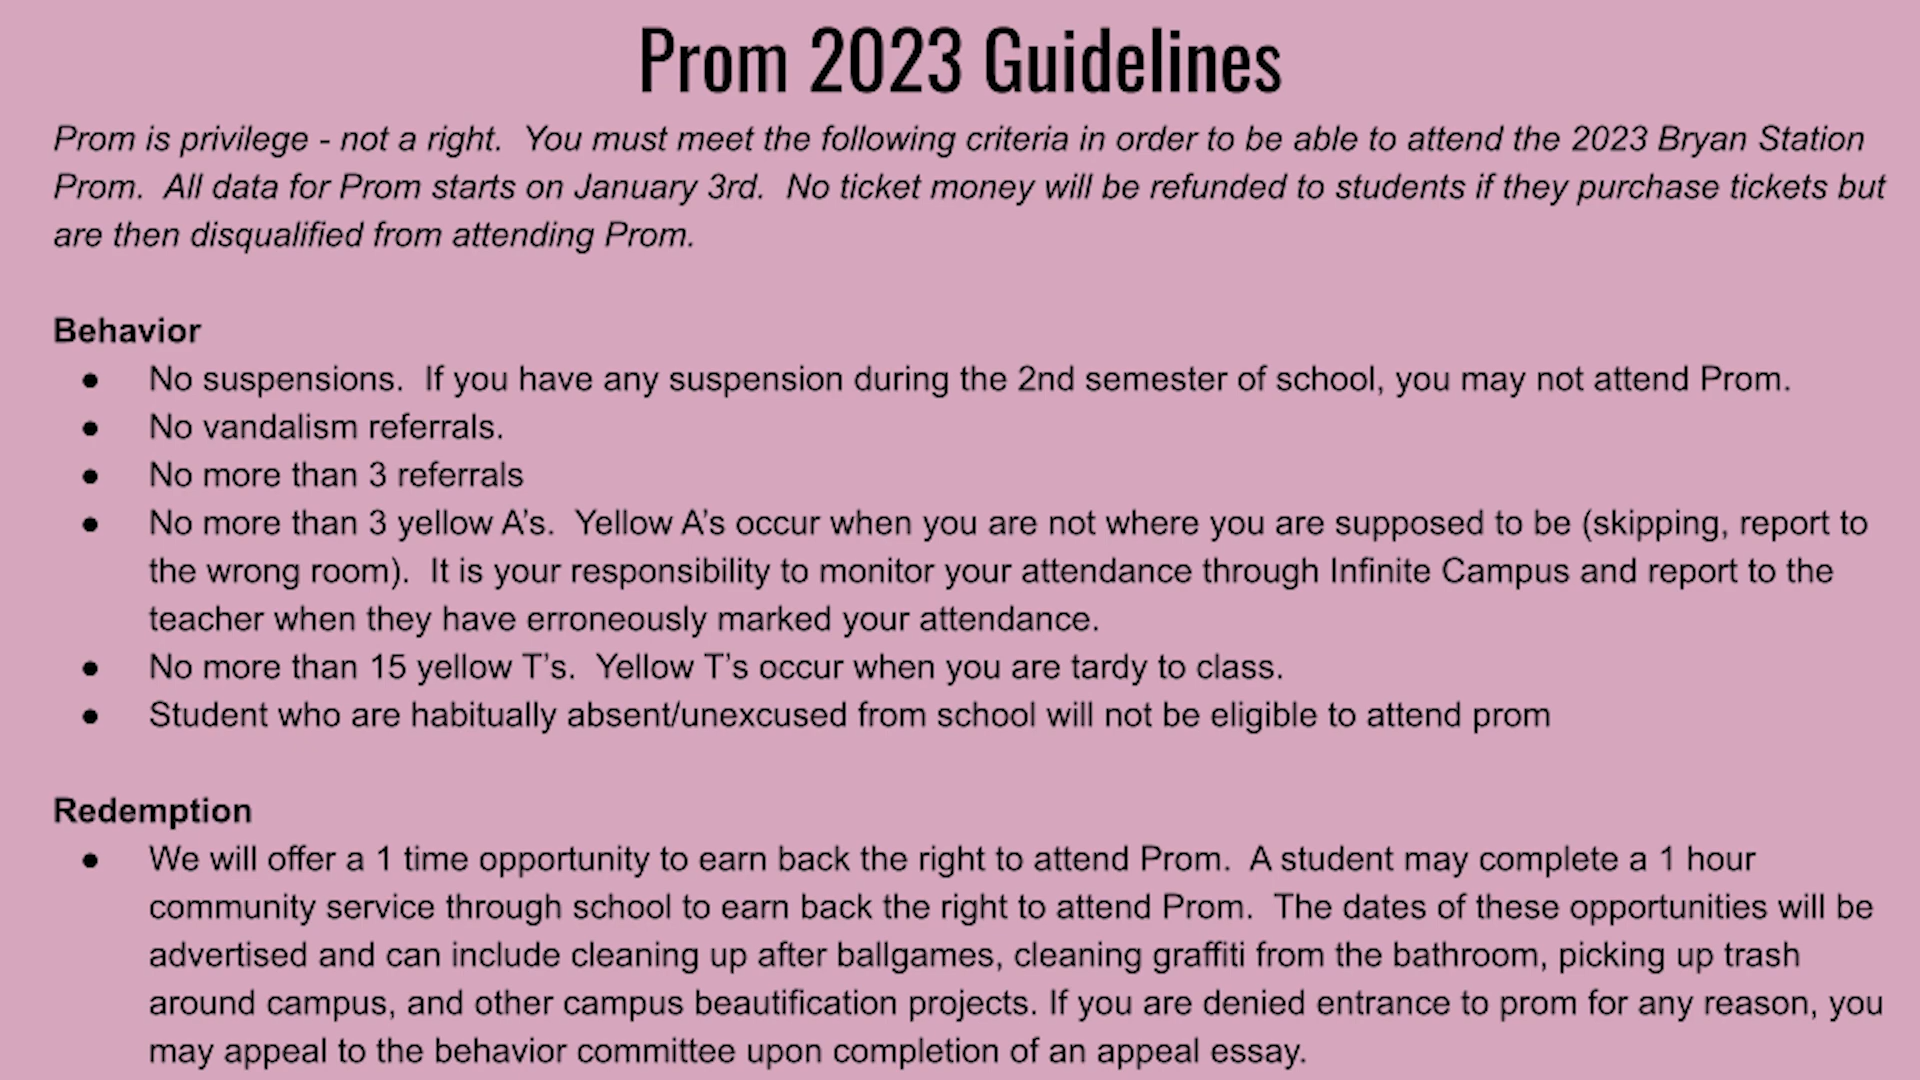 Prom 2023 Guidelines
Prom is privilege - not a right.  You must meet the following criteria in order to be able to attend the 2023 Bryan Station
Prom.  All data for Prom starts on January 3rd.  No ticket money will be refunded to students if they purchase tickets but
are then disqualified from attending Prom.
Behavior
● No suspensions.  If you have any suspension during the 2nd semester of school, you may not attend Prom.
● No vandalism referrals.
● No more than 3 referrals
● No more than 3 yellow A’s.  Yellow A’s occur when you are not where you are supposed to be (skipping, report to
the wrong room).  It is your responsibility to monitor your attendance through Infinite Campus and report to the
teacher when they have erroneously marked your attendance.
● No more than 15 yellow T’s.  Yellow T’s occur when you are tardy to class.
● Student who are habitually absent/unexcused from school will not be eligible to attend prom
Redemption
● We will offer a 1 time opportunity to earn back the right to attend Prom.  A student may complete a 1 hour
community service through school to earn back the right to attend Prom.  The dates of these opportunities will be
advertised and can include cleaning up after ballgames, cleaning graffiti from the bathroom, picking up trash
around campus, and other campus beautification projects. If you are denied entrance to prom for any reason, you
may appeal to the behavior committee upon completion of an appeal essay.